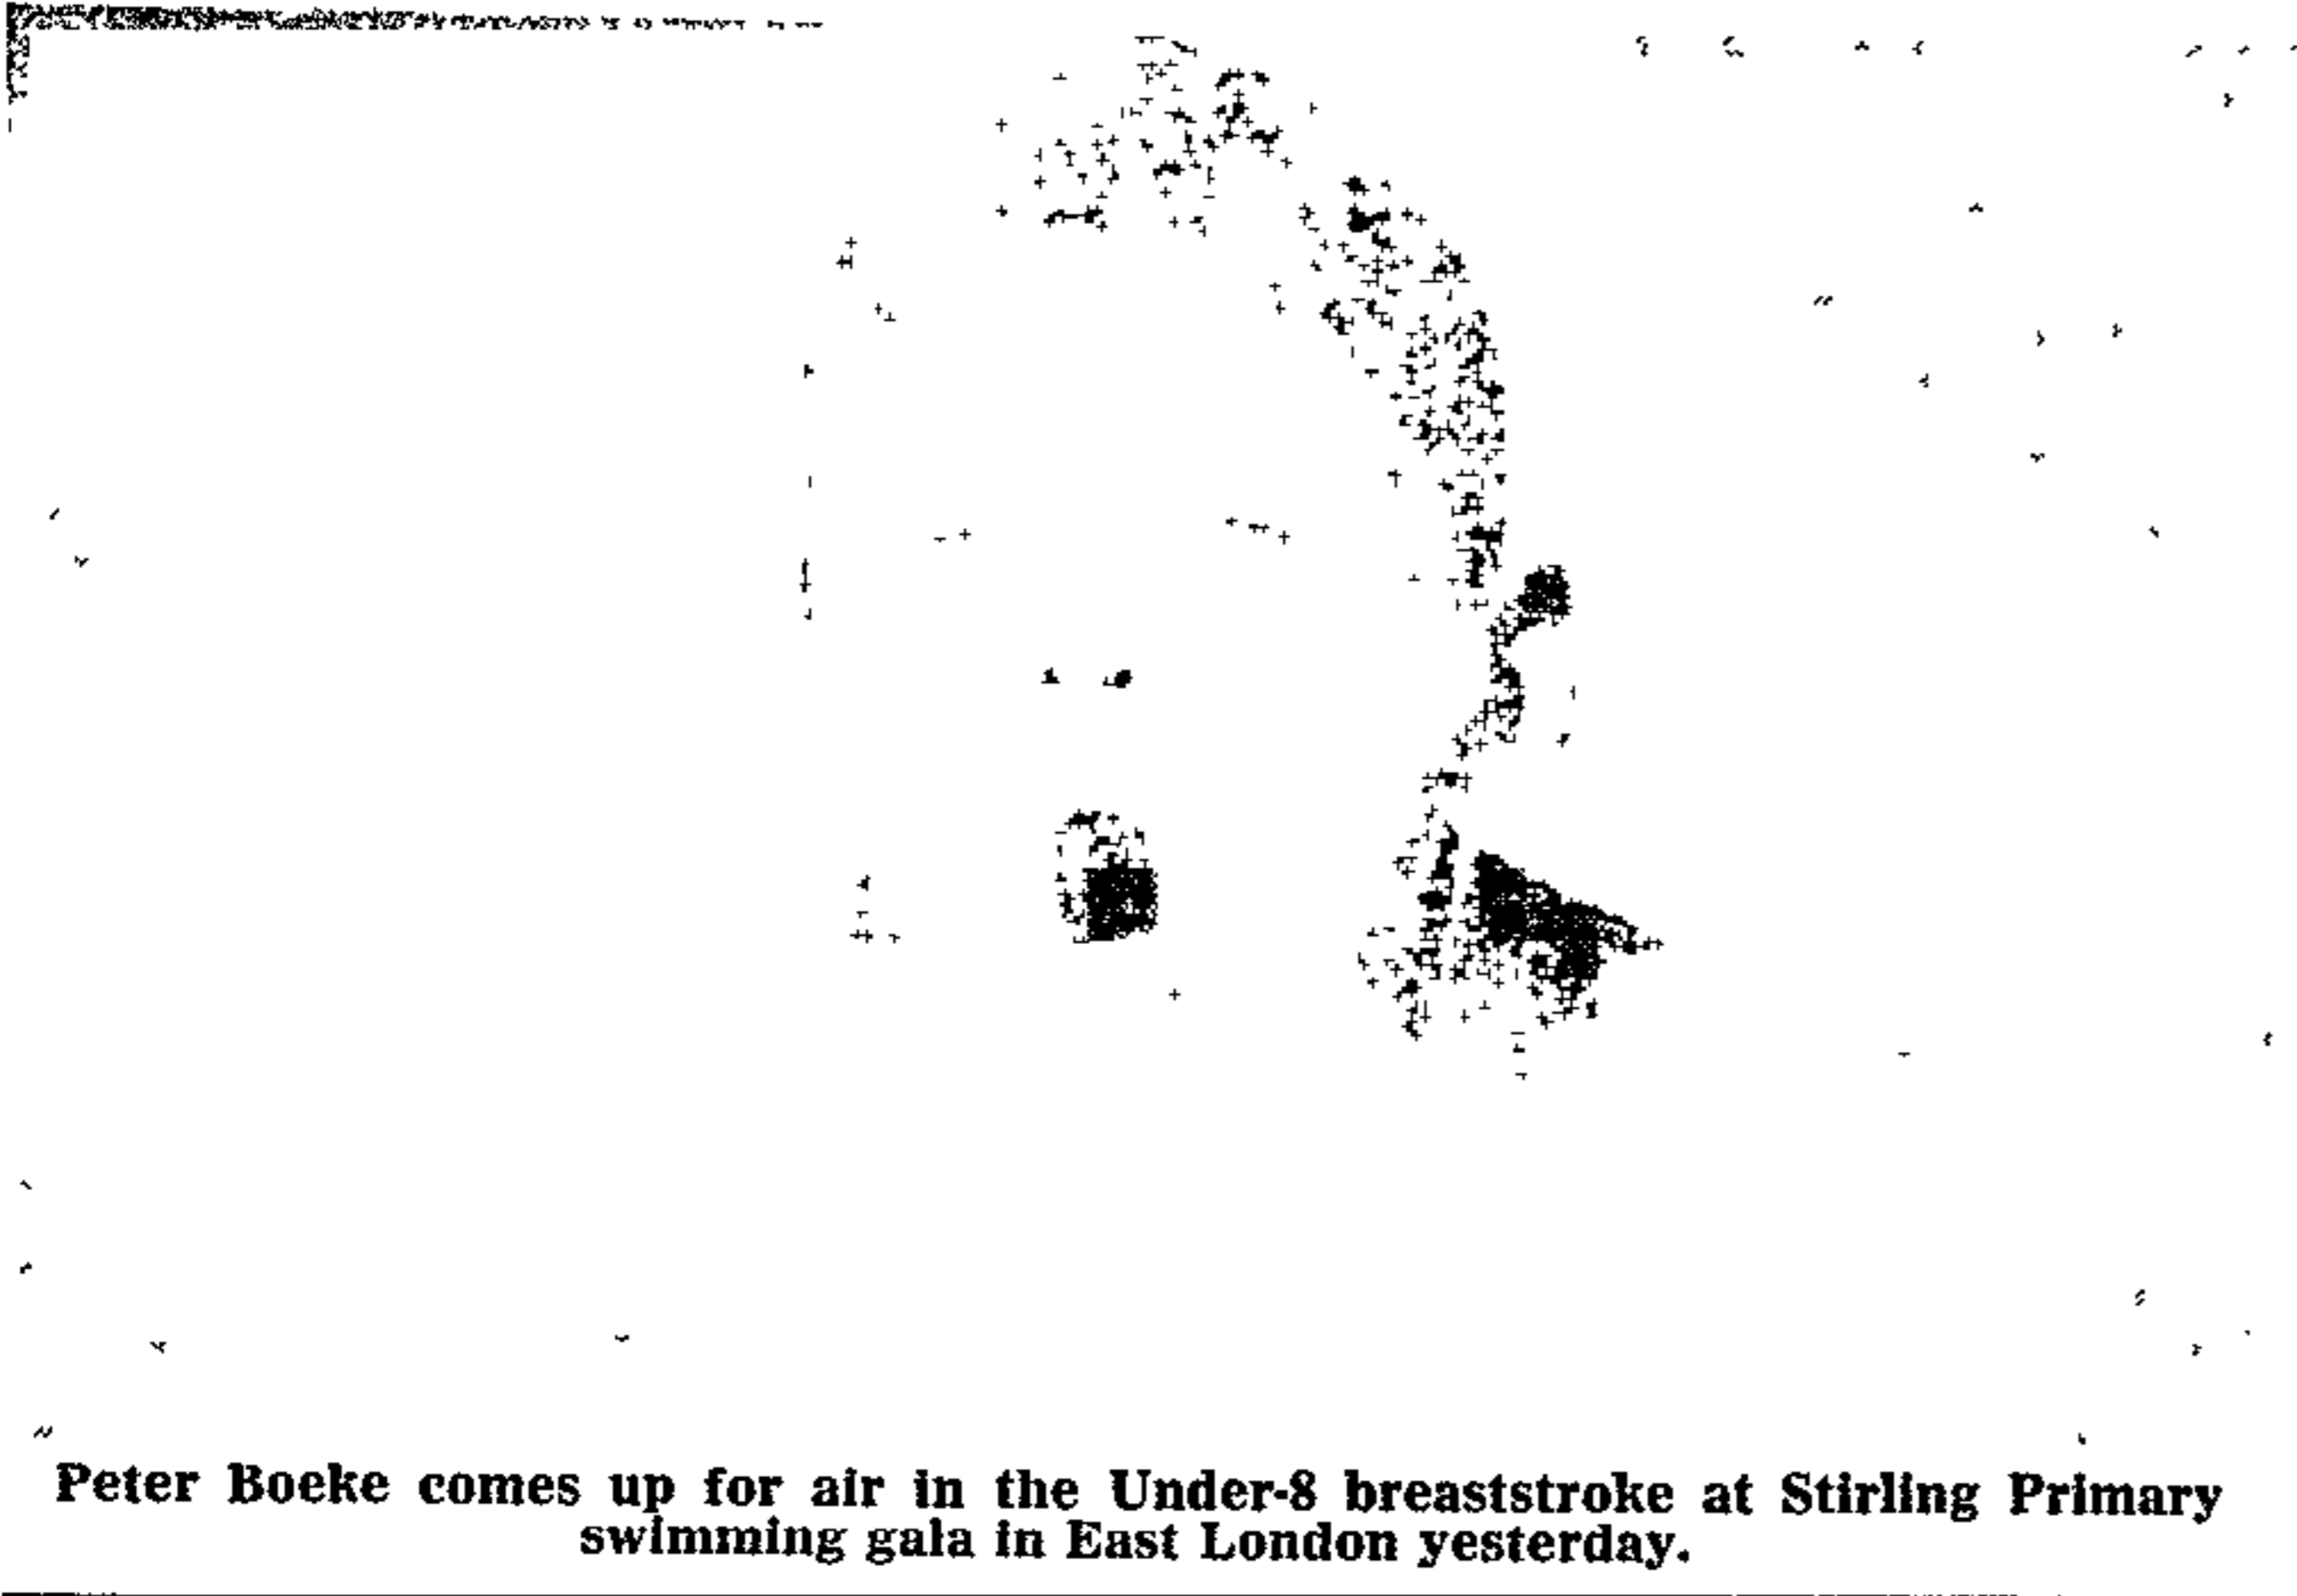 Peter Boeke comes up for air in the Under-8 breaststroke at Stirling Primary
swimming gala in East London yesterday.